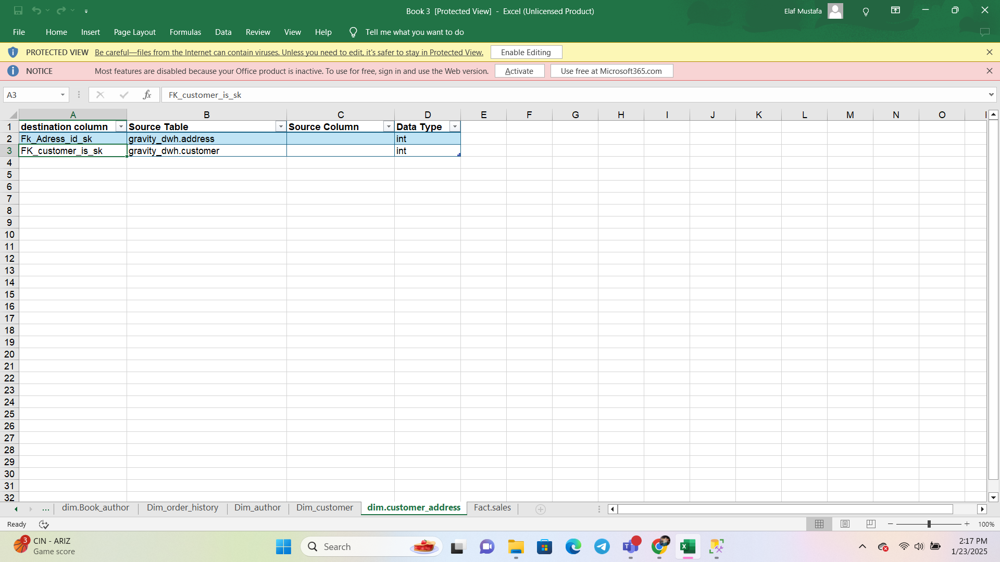 Book 3 [Protected View] - Excel (Unlicensed Product)
Elaf Mustafa
File Home Insert Page Layout Formulas Data Review View Help Tell me what you want to do
PROTECTED VIEW Be careful—files from the Internet can contain viruses. Unless you need to edit, it's safer to stay in Protected View. Enable Editing
NOTICE Most features are disabled because your Office product is inactive. To use for free, sign in and use the Web version. Activate Use free at Microsoft365.com
A3 fx FK_customer_is_sk
A B C D E F G H I J K L M N O
1 destination column Source Table Source Column Data Type
2 Fk_Adress_id_sk gravity_dwh.address int
3 FK_customer_is_sk gravity_dwh.customer int
4
5
6
7
8
9
10
11
12
13
14
15
16
17
18
19
20
21
22
23
24
25
26
27
28
29
30
31
32
... dim.Book_author Dim_order_history Dim_author Dim_customer dim.customer_address Fact.sales
Ready 100%
3 CIN - ARIZ
Game score
Search
2:17 PM
1/23/2025